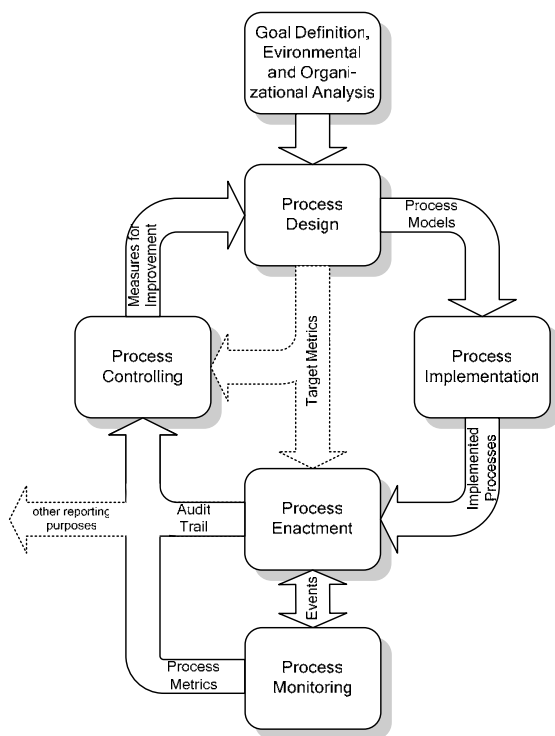 Goal Definition,
Evironmental
and Organi-
zational Analysis
Process
Design
Process
Models
Measures for
Improvement
Target Metrics
Process
Controlling
Process
Implementation
Implemented
Processes
other reporting
purposes
Audit
Trail
Process
Enactment
Events
Process
Metrics
Process
Monitoring